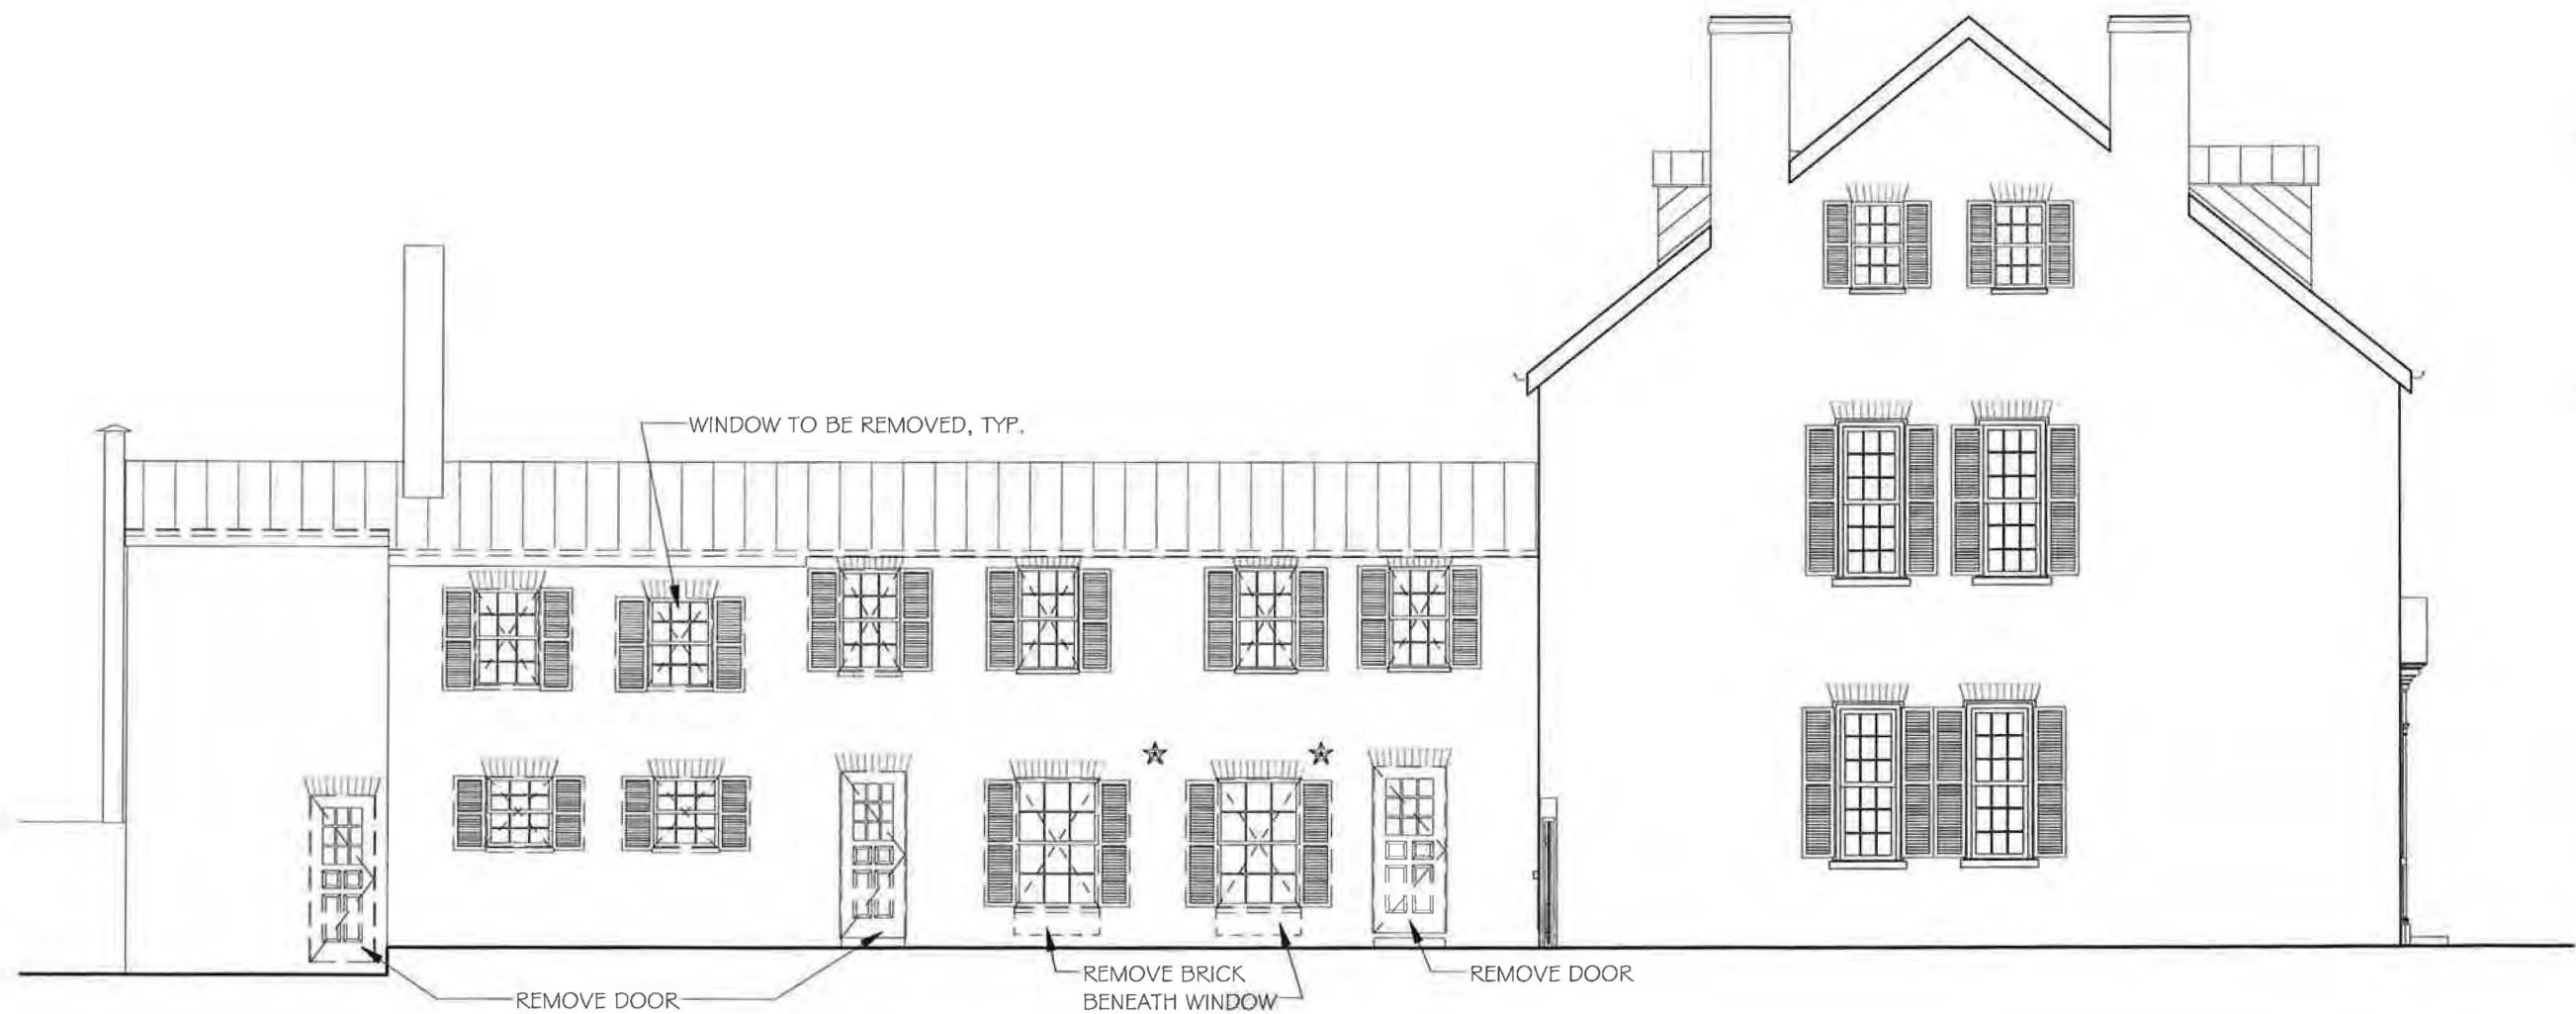 WINDOW TO BE REMOVED, TYP.
REMOVE DOOR
REMOVE BRICK
BENEATH WINDOW
REMOVE DOOR